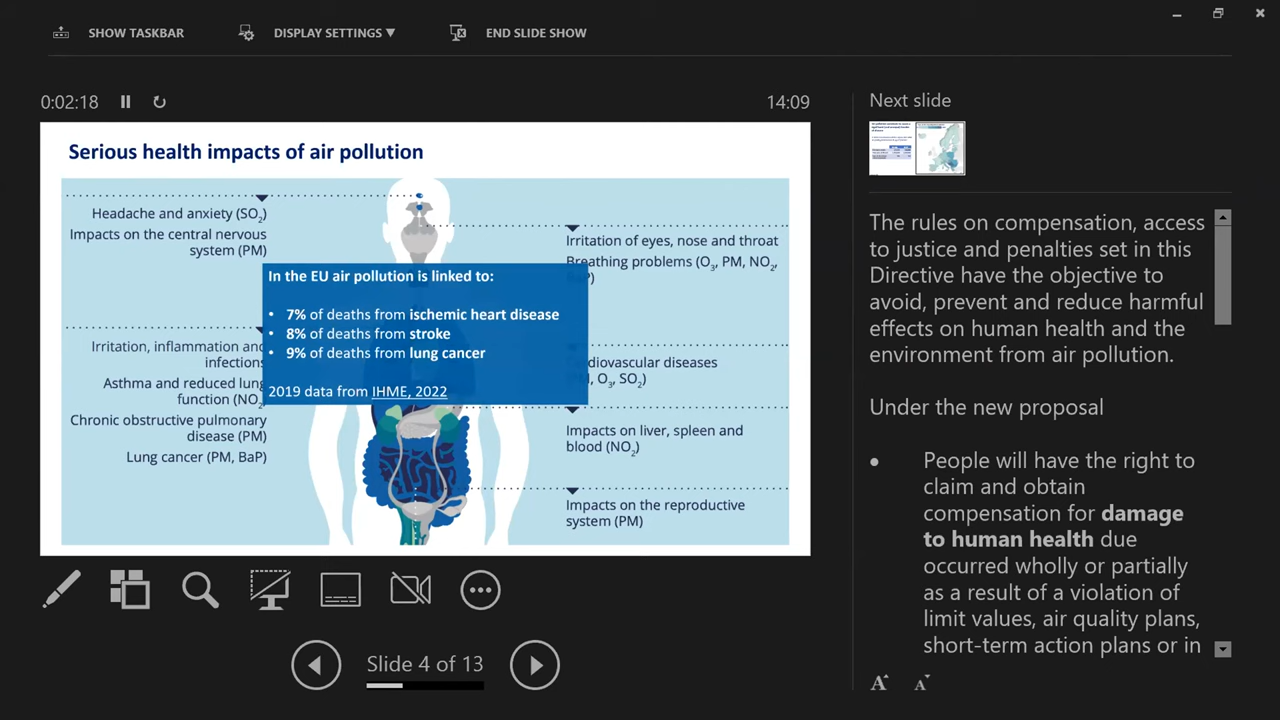 SHOW TASKBAR
DISPLAY SETTINGS ▼
END SLIDE SHOW
0:02:18
14:09
Serious health impacts of air pollution
Headache and anxiety (SO₂)
Impacts on the central nervous
system (PM)
Irritation, inflammation and
infections
Asthma and reduced lung
function (NO₂
Chronic obstructive pulmonary
disease (PM)
Lung cancer (PM, BaP)
In the EU air pollution is linked to:
• 7% of deaths from ischemic heart disease
• 8% of deaths from stroke
• 9% of deaths from lung cancer
2019 data from IHME, 2022
Irritation of eyes, nose and throat
Breathing problems (O₃, PM, NO₂,
diovascular diseases
O₃, SO₂)
Impacts on liver, spleen and
blood (NO₂)
Impacts on the reproductive
system (PM)
Slide 4 of 13
Next slide
The rules on compensation, access
to justice and penalties set in this
Directive have the objective to
avoid, prevent and reduce harmful
effects on human health and the
environment from air pollution.
Under the new proposal
• People will have the right to
claim and obtain
compensation for damage
to human health due
occurred wholly or partially
as a result of a violation of
limit values, air quality plans,
short-term action plans or in